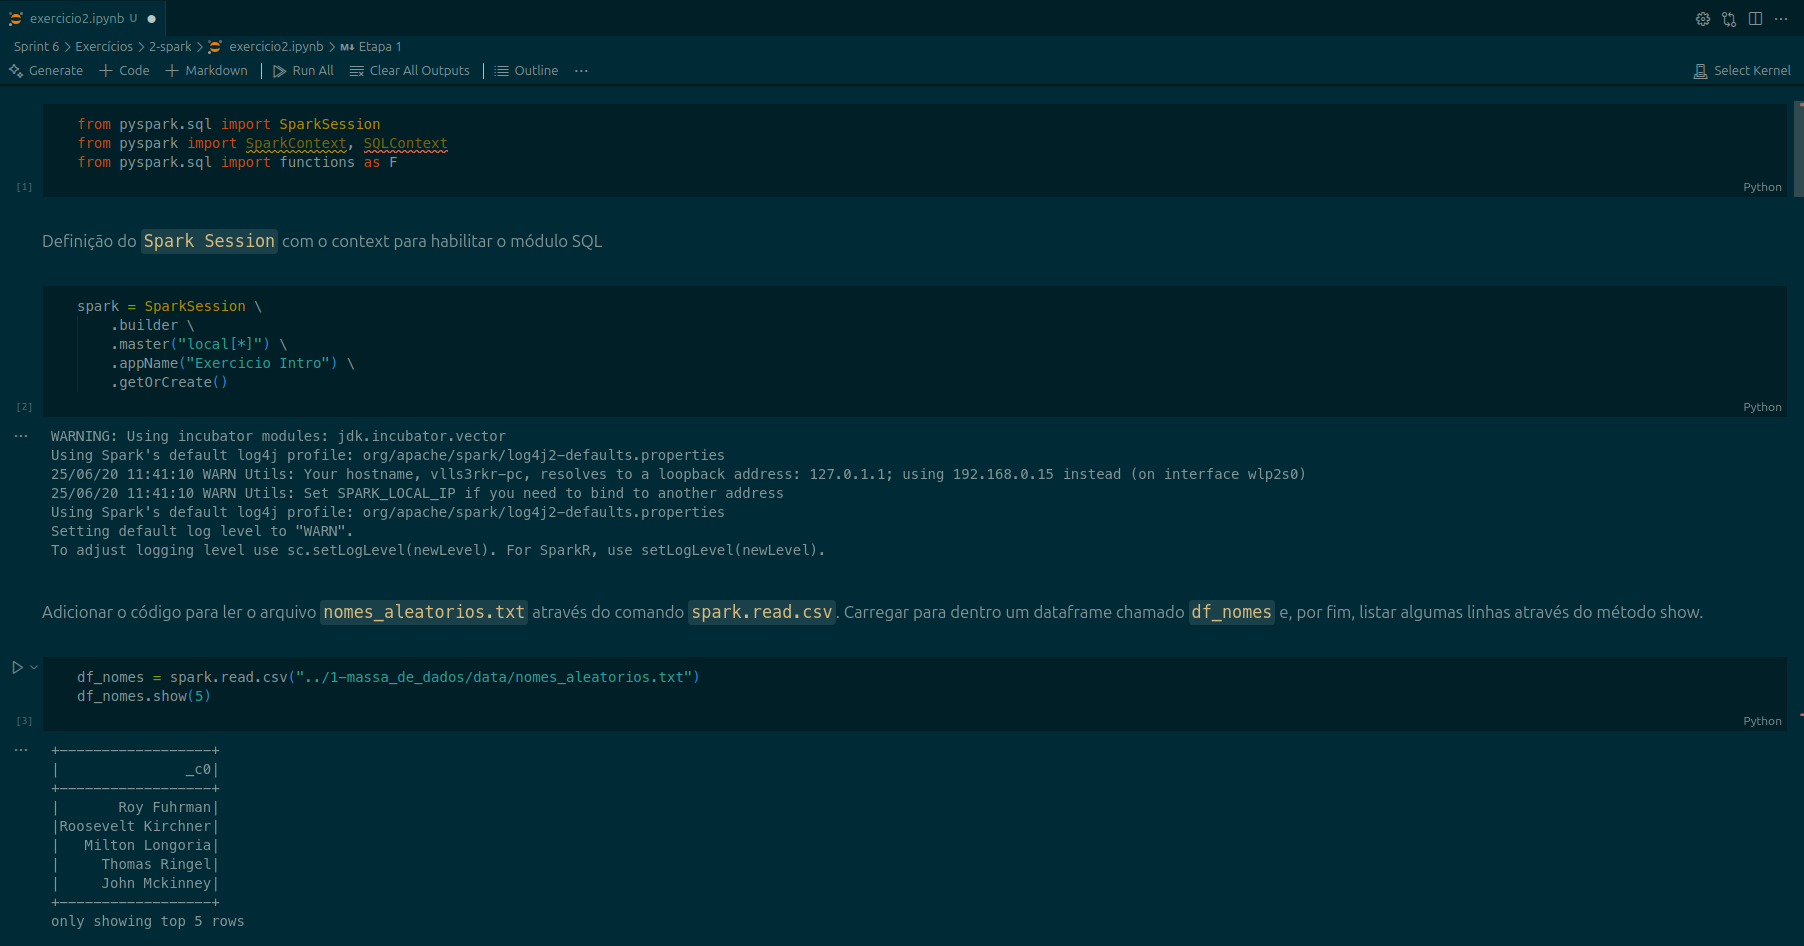 exercicio2.ipynb U ●
Sprint 6 > Exercícios > 2-spark > exercicio2.ipynb > M↓ Etapa 1
Generate + Code + Markdown | Run All Clear All Outputs | Outline ... Select Kernel
from pyspark.sql import SparkSession
from pyspark import SparkContext, SQLContext
from pyspark.sql import functions as F
[1] Python
Definição do Spark Session com o context para habilitar o módulo SQL
spark = SparkSession \
    .builder \
    .master("local[*]") \
    .appName("Exercicio Intro") \
    .getOrCreate()
[2] Python
... WARNING: Using incubator modules: jdk.incubator.vector
Using Spark's default log4j profile: org/apache/spark/log4j2-defaults.properties
25/06/20 11:41:10 WARN Utils: Your hostname, vlls3rkr-pc, resolves to a loopback address: 127.0.1.1; using 192.168.0.15 instead (on interface wlp2s0)
25/06/20 11:41:10 WARN Utils: Set SPARK_LOCAL_IP if you need to bind to another address
Using Spark's default log4j profile: org/apache/spark/log4j2-defaults.properties
Setting default log level to "WARN".
To adjust logging level use sc.setLogLevel(newLevel). For SparkR, use setLogLevel(newLevel).
Adicionar o código para ler o arquivo nomes_aleatorios.txt através do comando spark.read.csv. Carregar para dentro um dataframe chamado df_nomes e, por fim, listar algumas linhas através do método show.
df_nomes = spark.read.csv("../1-massa_de_dados/data/nomes_aleatorios.txt")
df_nomes.show(5)
[3] Python
... +------------------+
|               _c0|
+------------------+
|       Roy Fuhrman|
|Roosevelt Kirchner|
|   Milton Longoria|
|     Thomas Ringel|
|     John Mckinney|
+------------------+
only showing top 5 rows